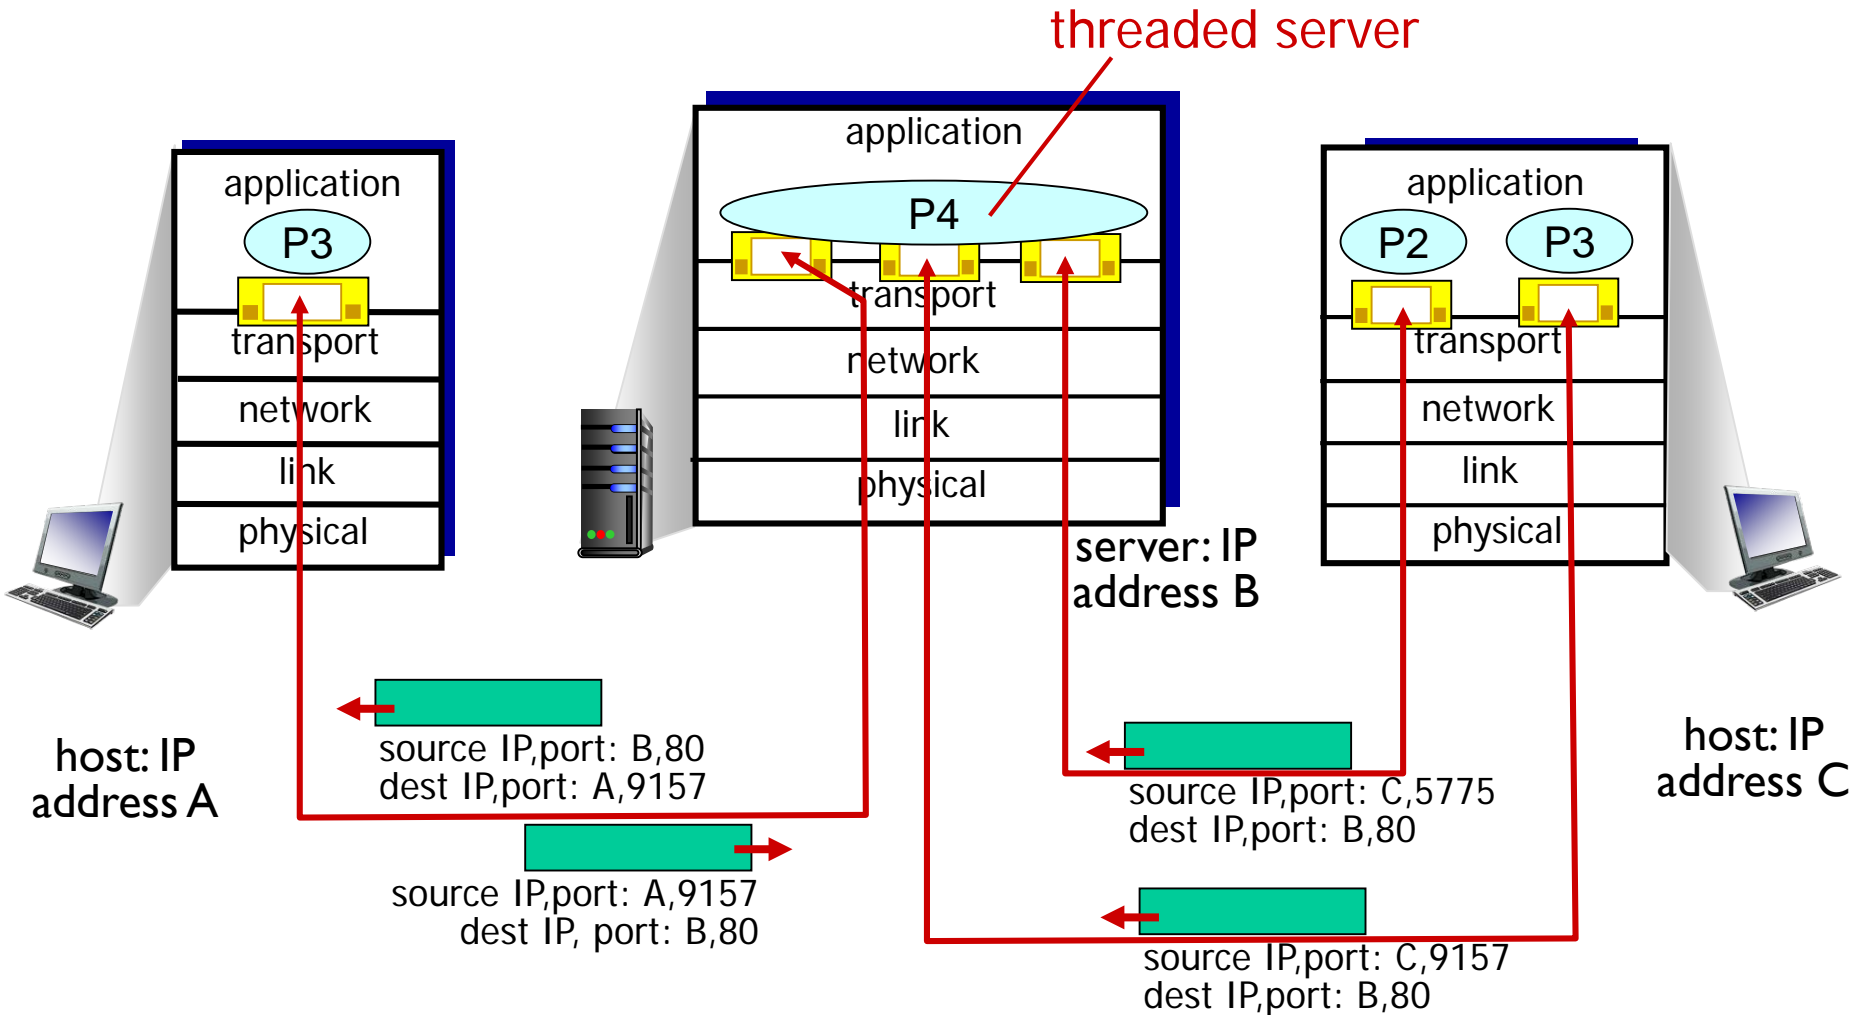 threaded server
application
P3
transport
network
link
physical
host: IP
address A
application
P4
transport
network
link
physical
server: IP
address B
application
P2
P3
transport
network
link
physical
host: IP
address C
source IP,port: B,80
dest IP,port: A,9157
source IP,port: A,9157
dest IP, port: B,80
source IP,port: C,5775
dest IP,port: B,80
source IP,port: C,9157
dest IP,port: B,80